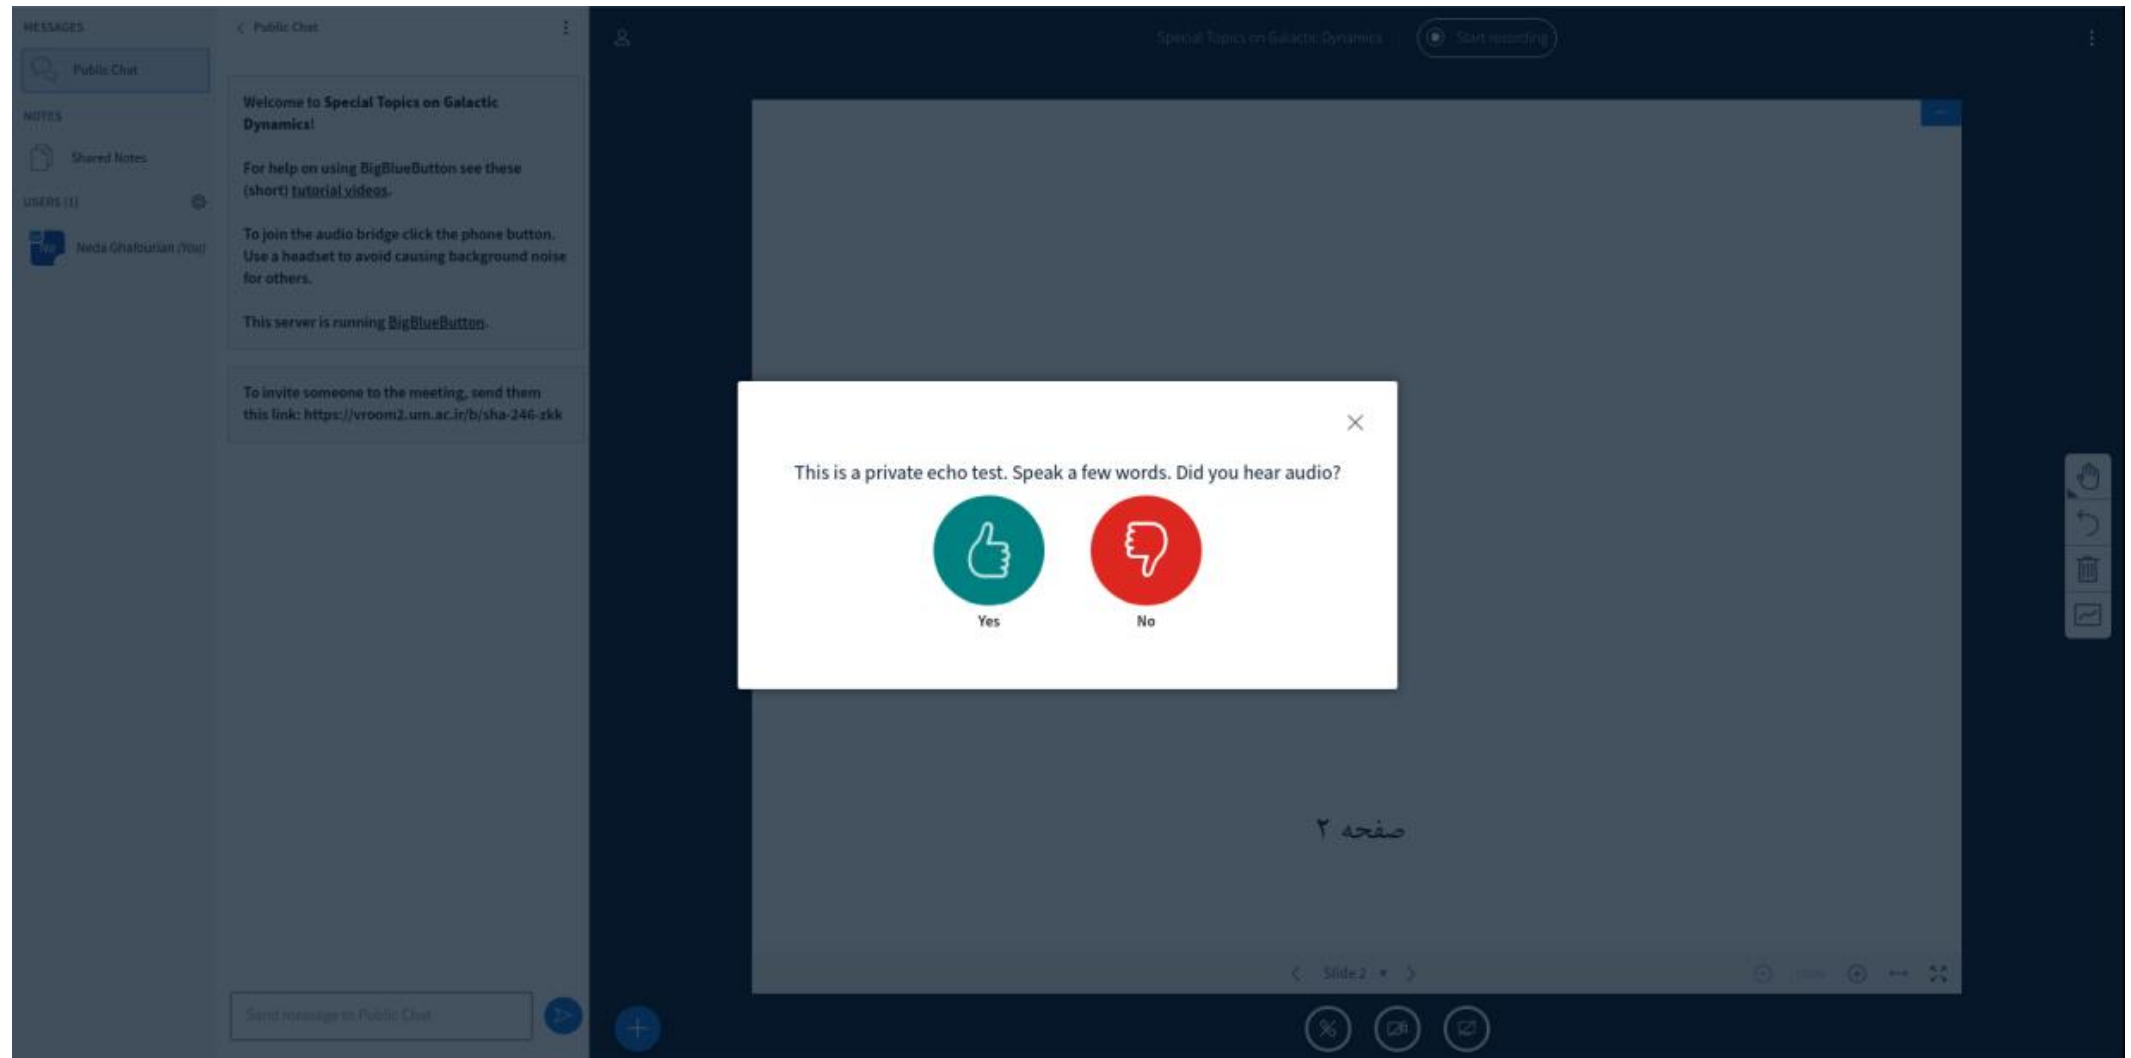 MESSAGES
Public Chat
NOTES
Shared Notes
USERS (1)
Neda Ghafourian (You)
Public Chat
Welcome to Special Topics on Galactic
Dynamics!
For help on using BigBlueButton see these
(short) tutorial videos.
To join the audio bridge click the phone button.
Use a headset to avoid causing background noise
for others.
This server is running BigBlueButton.
To invite someone to the meeting, send them
this link: https://vroom2.um.ac.ir/b/sha-246-zkk
Send message to Public Chat
Special Topics on Galactic Dynamics
Start recording
This is a private echo test. Speak a few words. Did you hear audio?
Yes
No
صفحه ۲
Slide 2